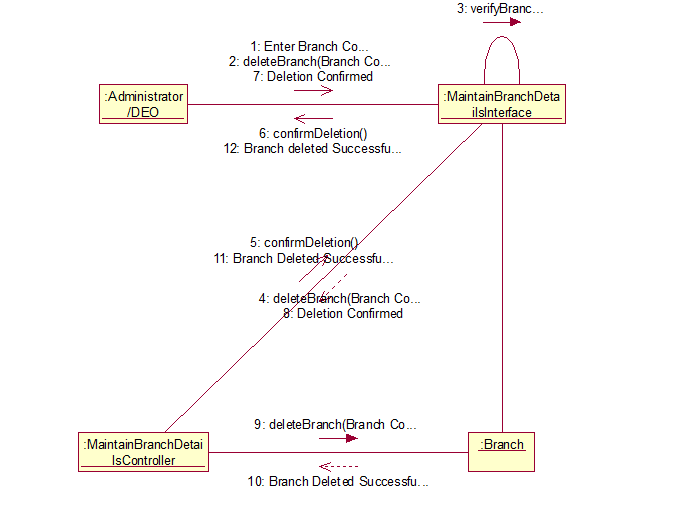 3: verifyBranc...
1: Enter Branch Co...
2: deleteBranch(Branch Co...
7: Deletion Confirmed
:Administrator
/DEO
:MaintainBranchDeta
ilsInterface
6: confirmDeletion()
12: Branch deleted Successfu...
5: confirmDeletion()
11: Branch Deleted Successfu...
4: deleteBranch(Branch Co...
8: Deletion Confirmed
9: deleteBranch(Branch Co...
:MaintainBranchDetai
lsController
:Branch
10: Branch Deleted Successfu...